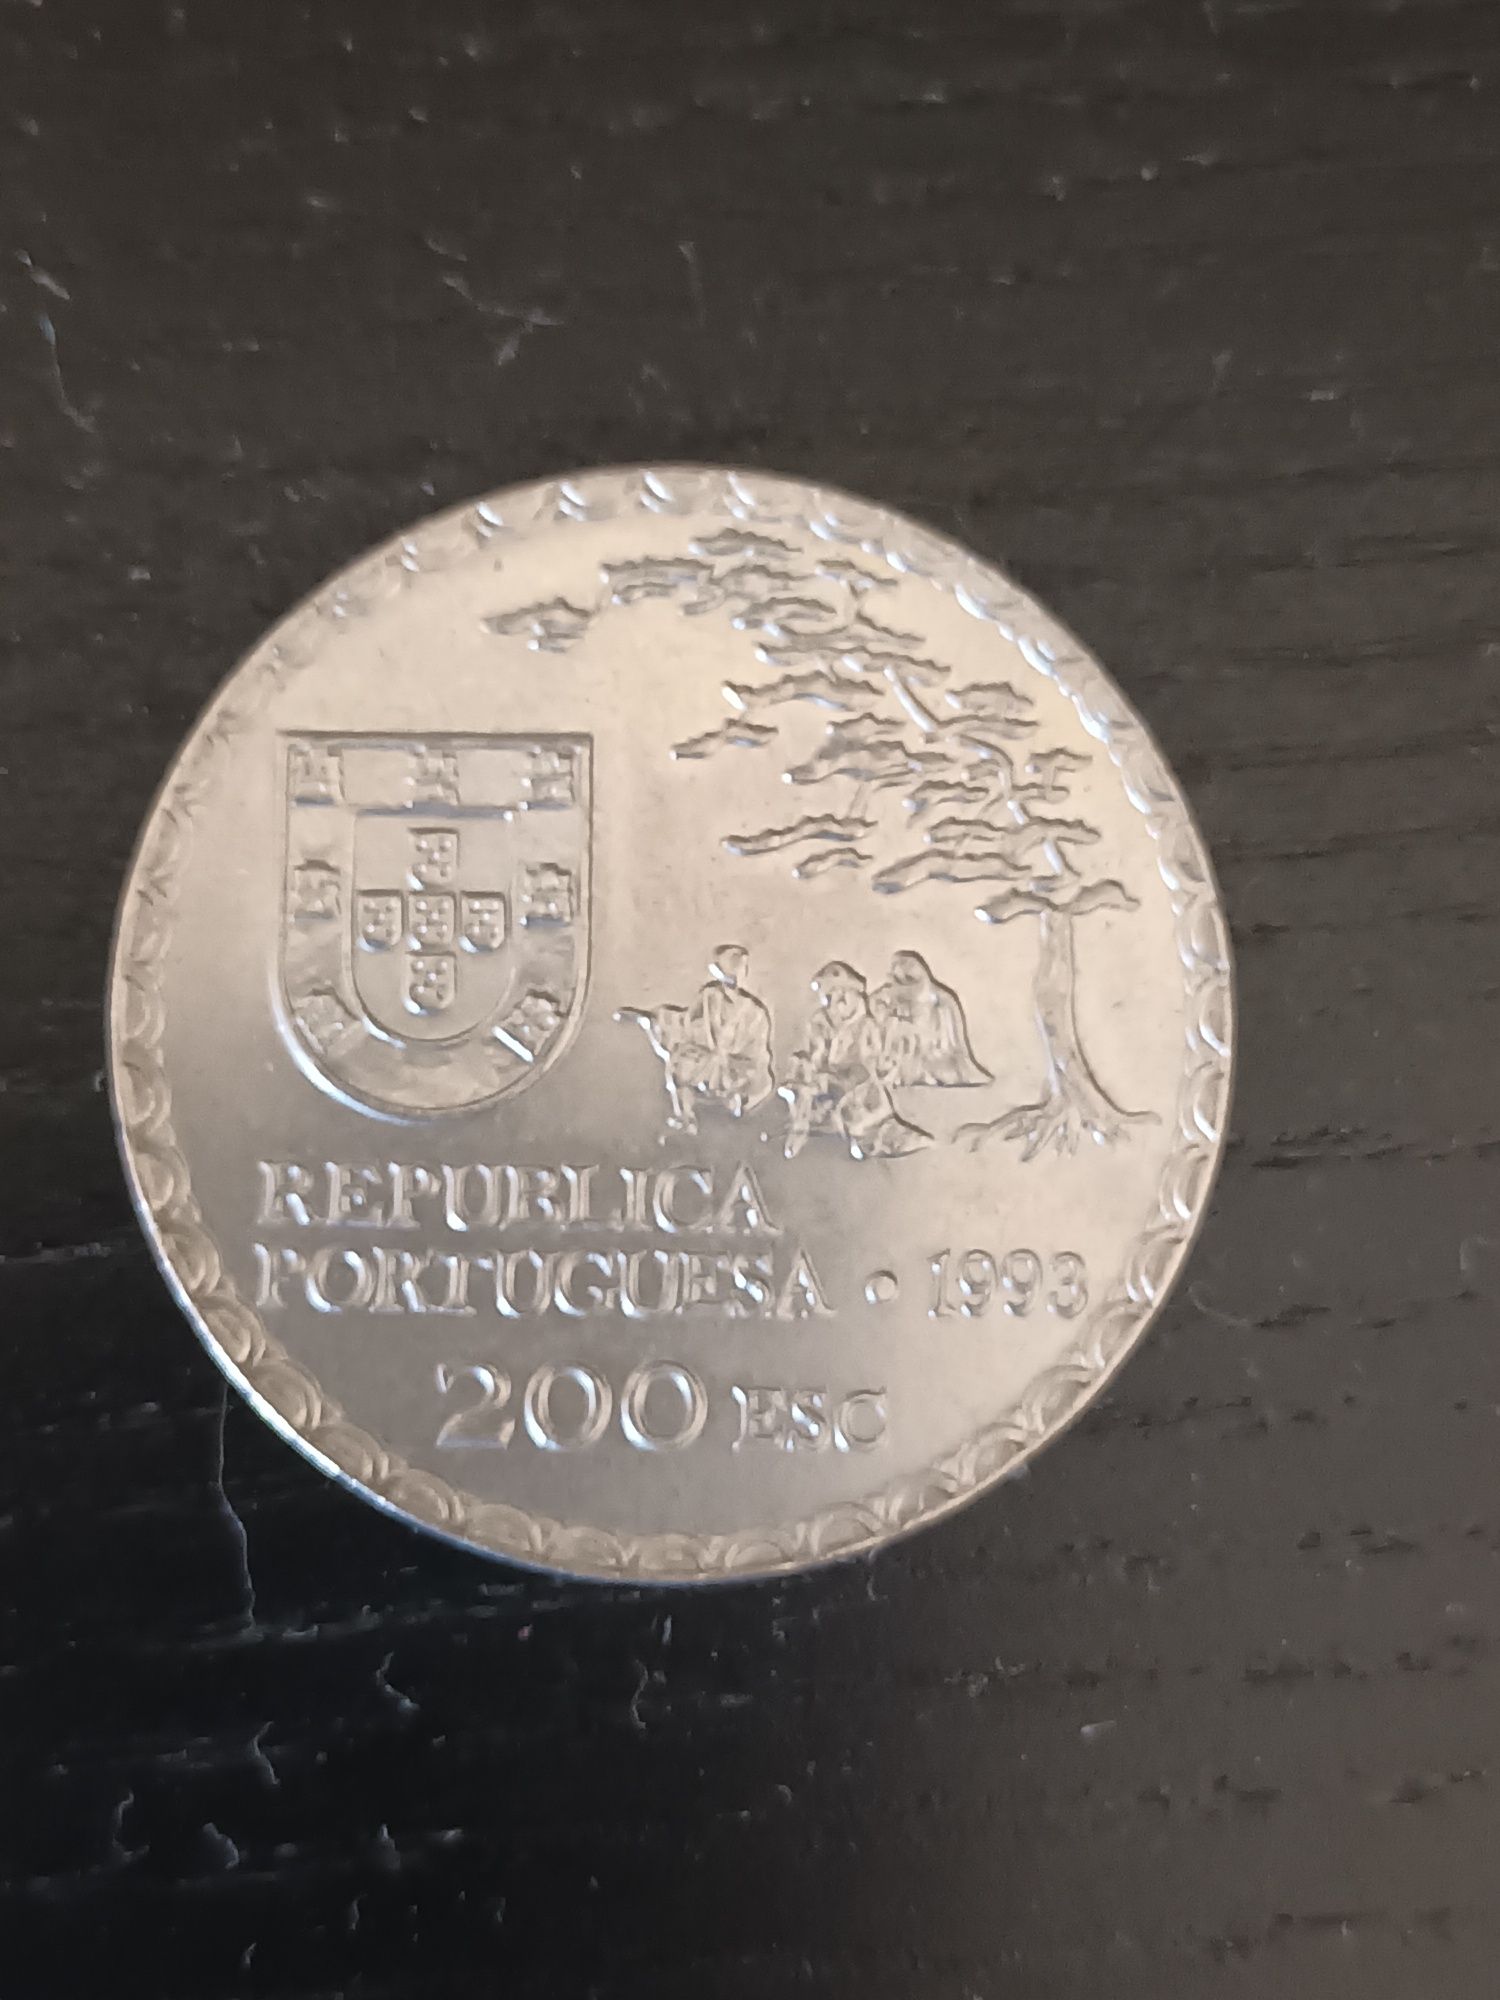 REPUBLICA
PORTUGUESA • 1993
200 ESC